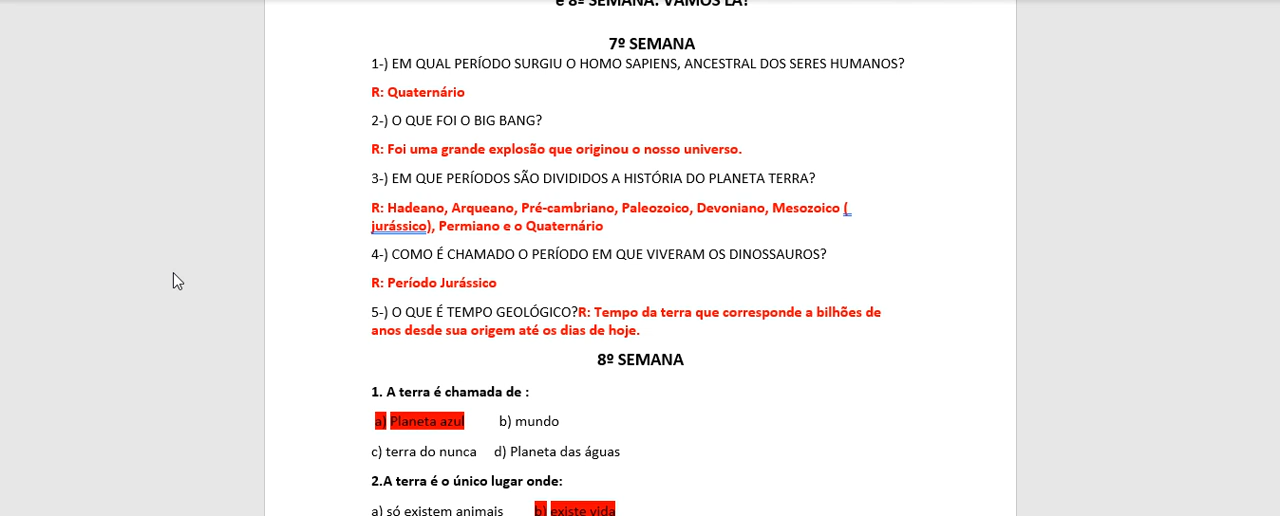 e 8º SEMANA. VAMOS LÁ!
7º SEMANA
1-) EM QUAL PERÍODO SURGIU O HOMO SAPIENS, ANCESTRAL DOS SERES HUMANOS?
R: Quaternário
2-) O QUE FOI O BIG BANG?
R: Foi uma grande explosão que originou o nosso universo.
3-) EM QUE PERÍODOS SÃO DIVIDIDOS A HISTÓRIA DO PLANETA TERRA?
R: Hadeano, Arqueano, Pré-cambriano, Paleozoico, Devoniano, Mesozoico (
jurássico), Permiano e o Quaternário
4-) COMO É CHAMADO O PERÍODO EM QUE VIVERAM OS DINOSSAUROS?
R: Período Jurássico
5-) O QUE É TEMPO GEOLÓGICO?R: Tempo da terra que corresponde a bilhões de
anos desde sua origem até os dias de hoje.
8º SEMANA
1. A terra é chamada de :
a) Planeta azul b) mundo
c) terra do nunca d) Planeta das águas
2.A terra é o único lugar onde:
a) só existem animais b) existe vida